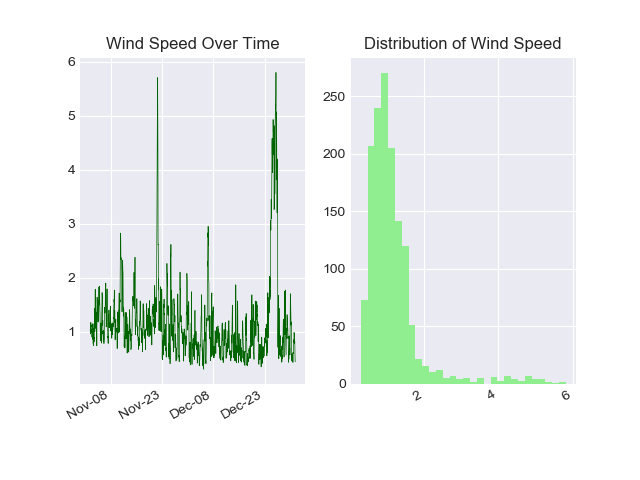 Wind Speed Over Time
6
5
4
3
2
1
Nov-08
Nov-23
Dec-08
Dec-23
Distribution of Wind Speed
250
200
150
100
50
0
2
4
6